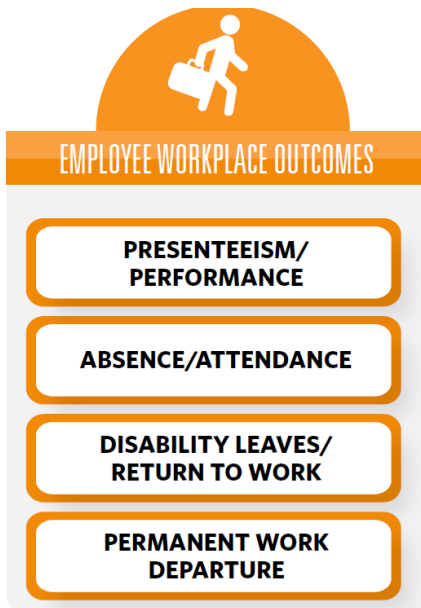 EMPLOYEE WORKPLACE OUTCOMES
PRESENTEEISM/
PERFORMANCE
ABSENCE/ATTENDANCE
DISABILITY LEAVES/
RETURN TO WORK
PERMANENT WORK
DEPARTURE